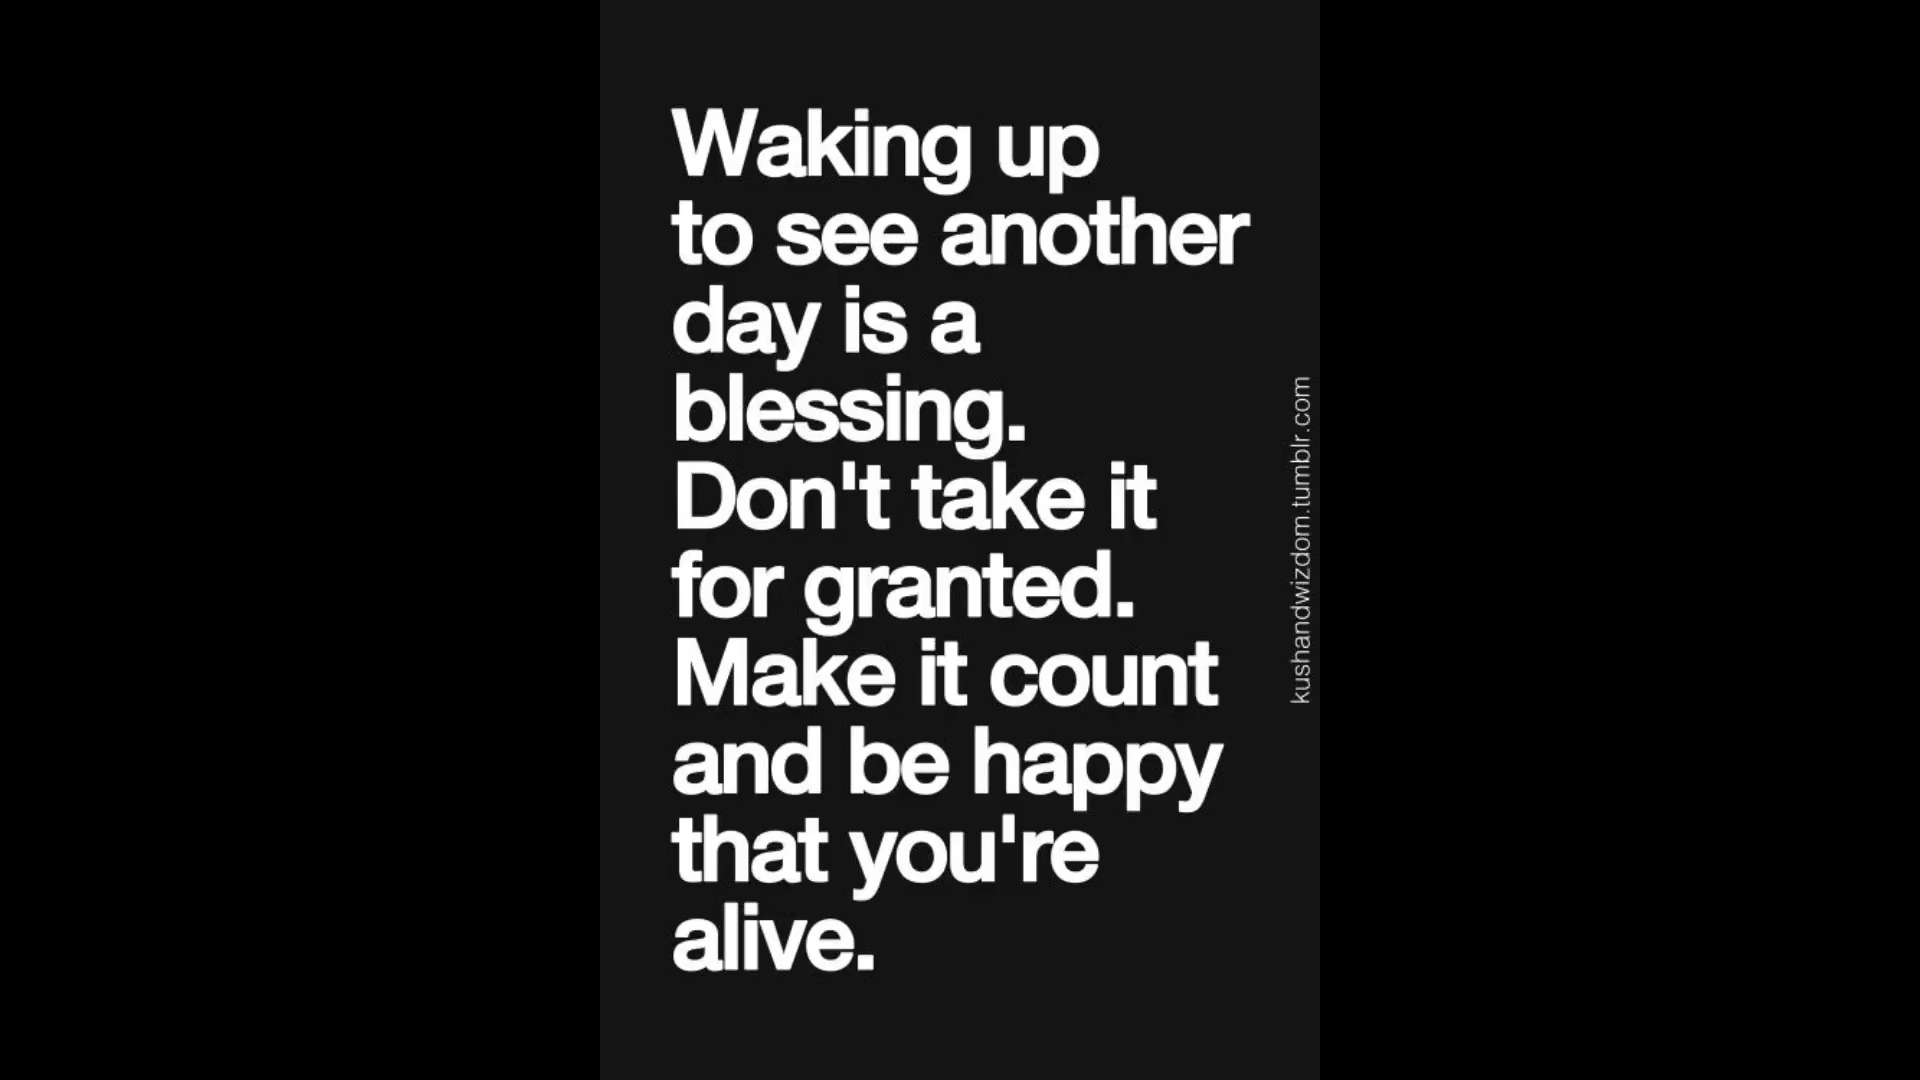 Waking up
to see another
day is a
blessing.
Don't take it
for granted.
Make it count
and be happy
that you're
alive.
kushandwizdom.tumblr.com